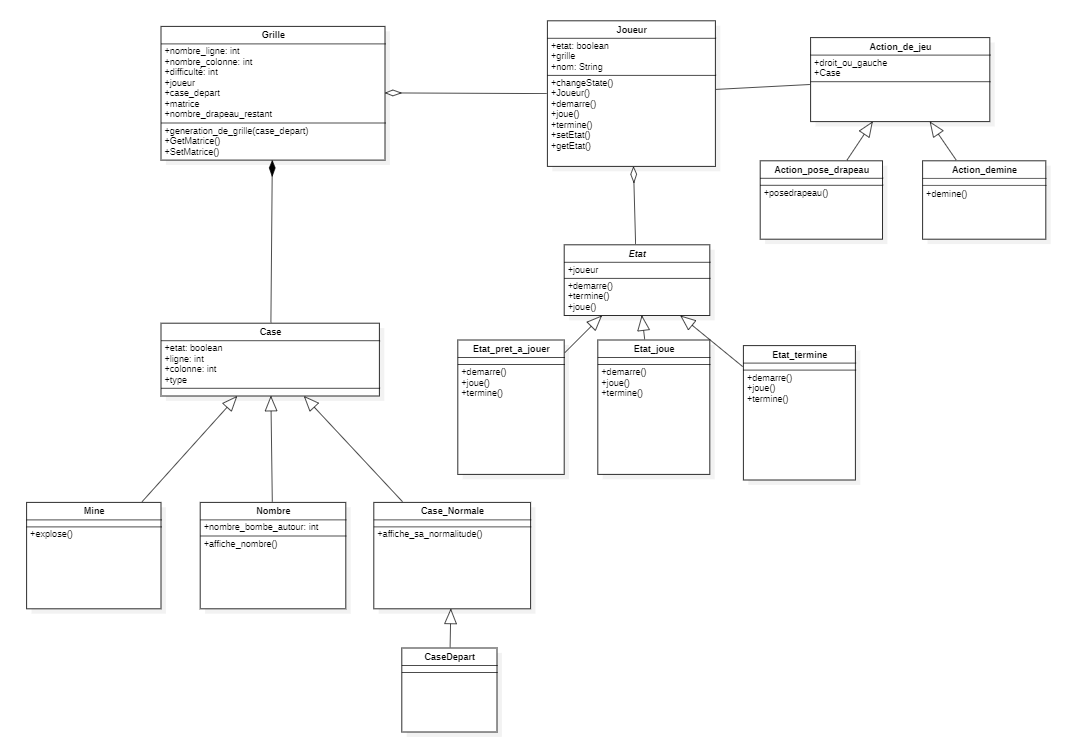 Grille
+nombre_ligne: int
+nombre_colonne: int
+difficulté: int
+joueur
+case_depart
+matrice
+nombre_drapeau_restant
+generation_de_grille(case_depart)
+GetMatrice()
+SetMatrice()
Joueur
+etat: boolean
+grille
+nom: String
+changeState()
+Joueur()
+demarre()
+joue()
+termine()
+setEtat()
+getEtat()
Action_de_jeu
+droit_ou_gauche
+Case
Action_pose_drapeau
+posedrapeau()
Action_demine
+demine()
Etat
+joueur
+demarre()
+termine()
+joue()
Case
+etat: boolean
+ligne: int
+colonne: int
+type
Etat_pret_a_jouer
+demarre()
+joue()
+termine()
Etat_joue
+demarre()
+joue()
+termine()
Etat_termine
+demarre()
+joue()
+termine()
Mine
+explose()
Nombre
+nombre_bombe_autour: int
+affiche_nombre()
Case_Normale
+affiche_sa_normalitude()
CaseDepart